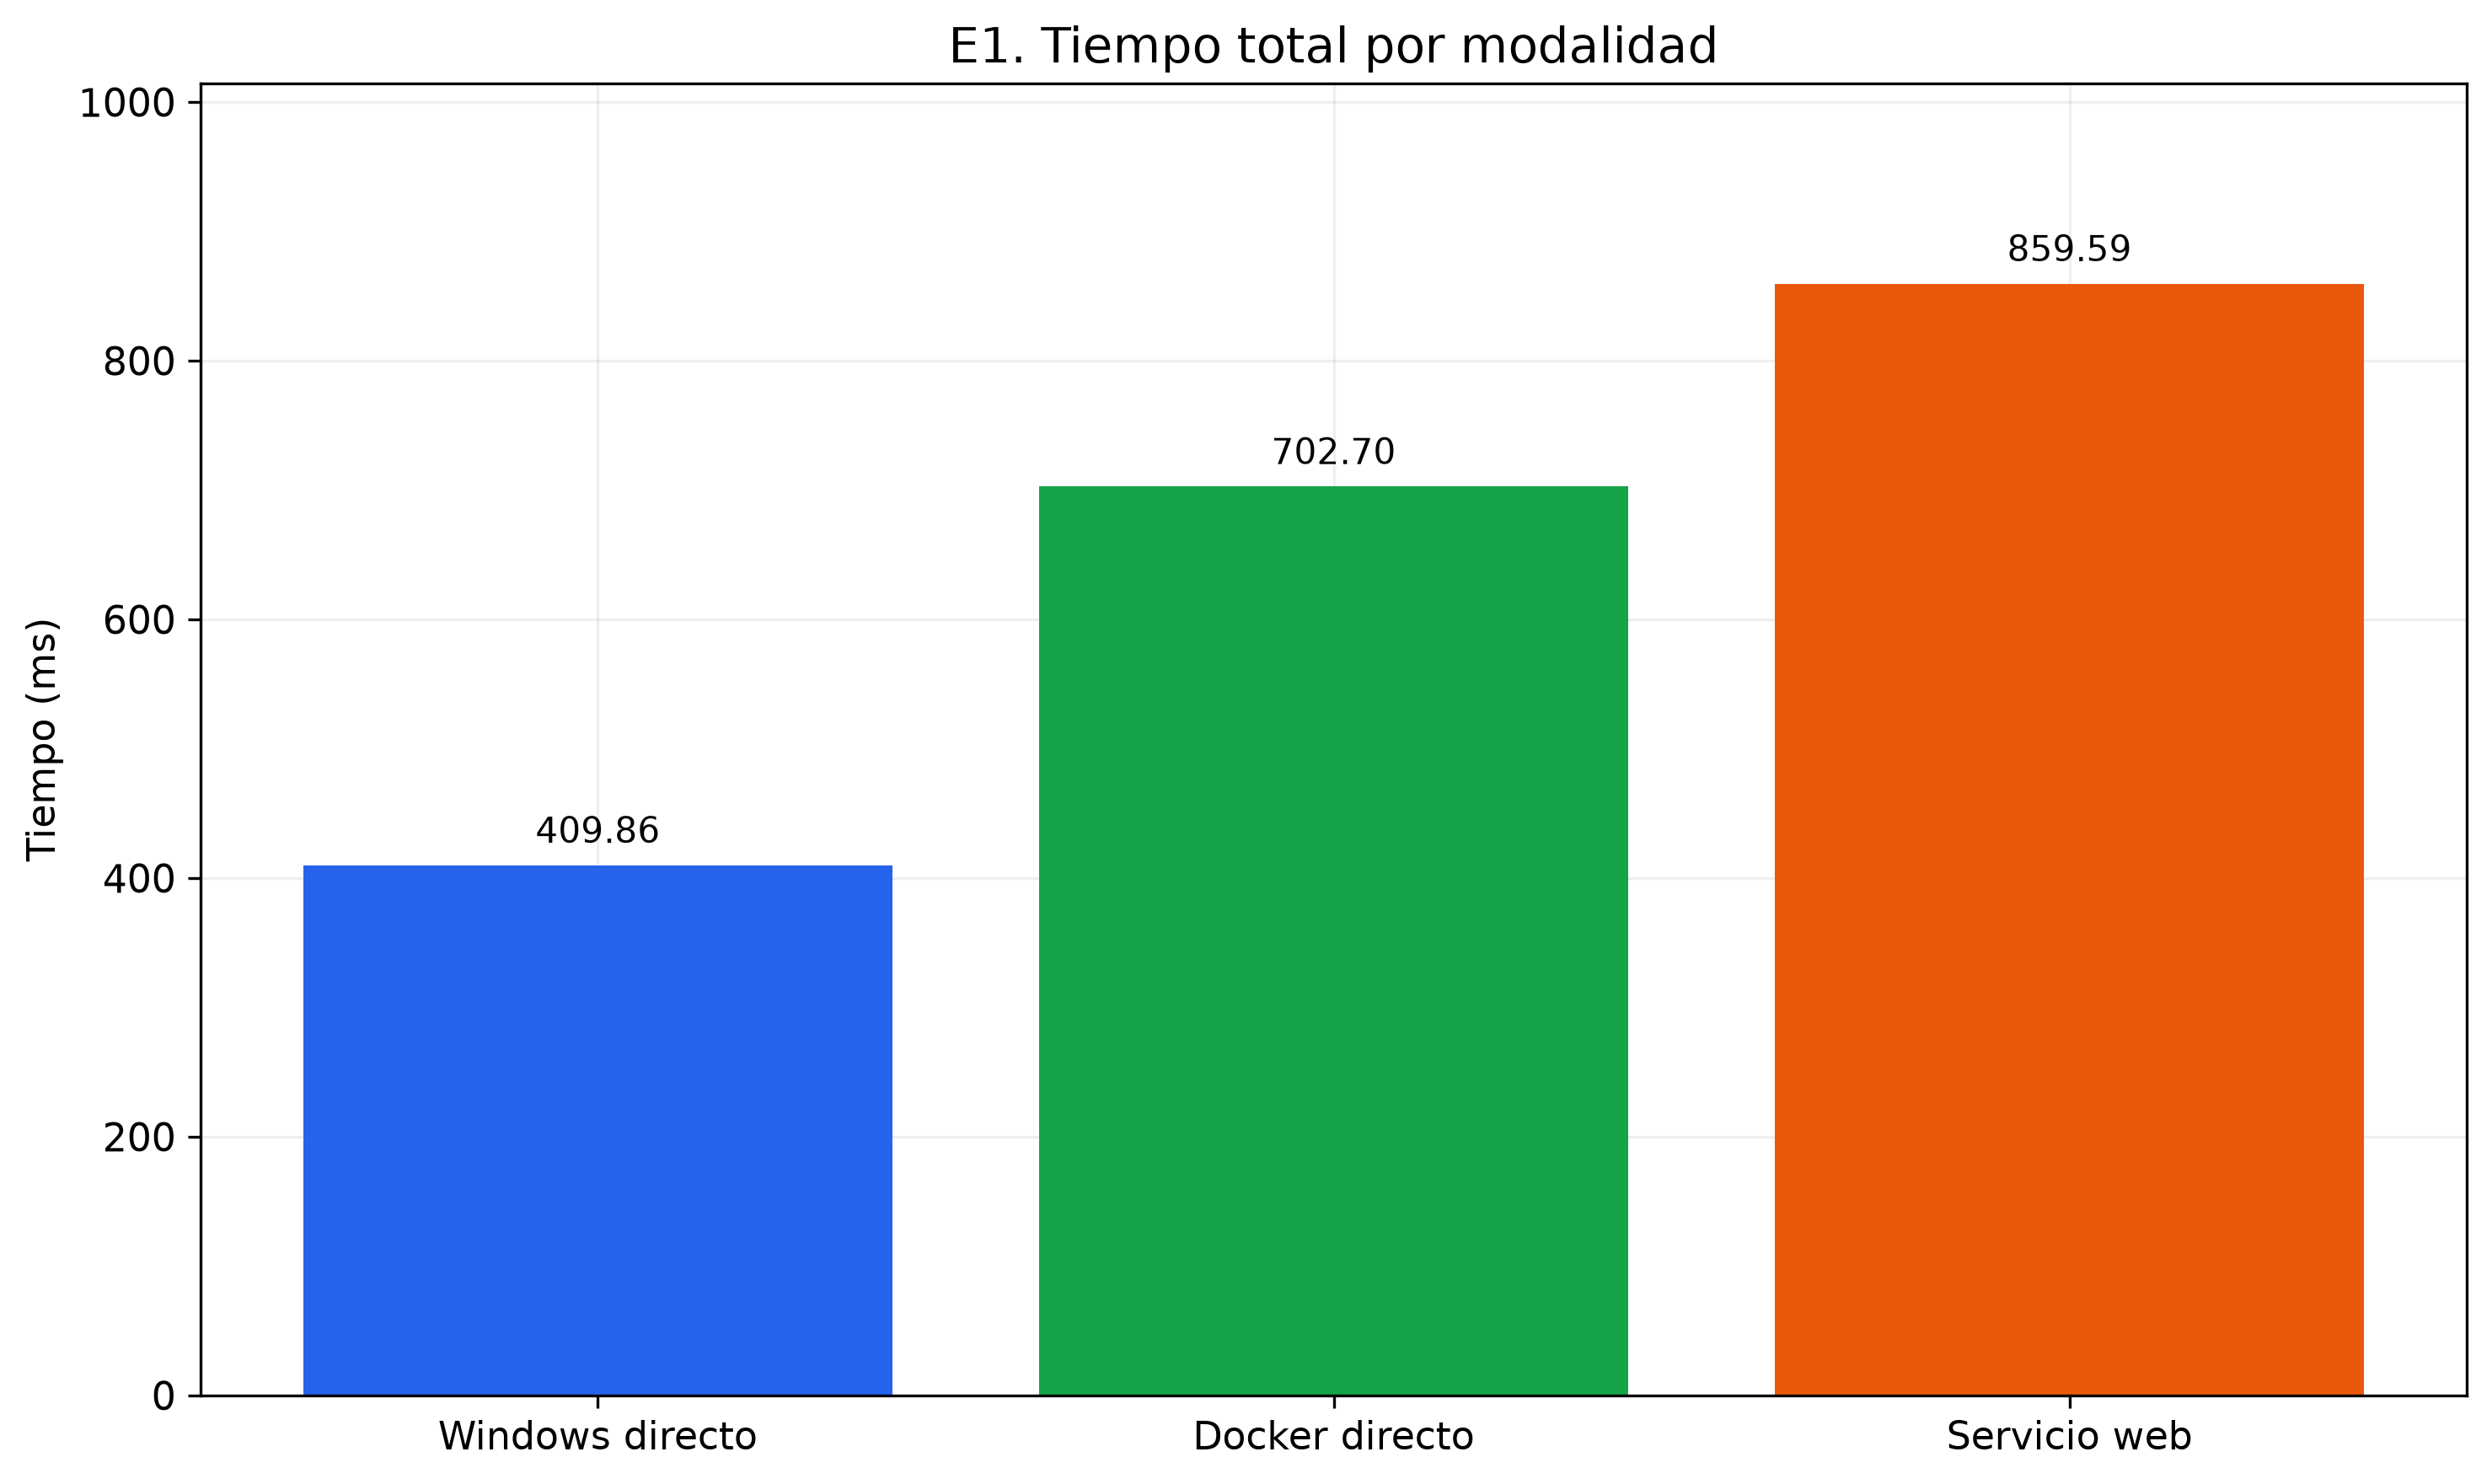 E1. Tiempo total por modalidad
Tiempo (ms)
1000
800
600
400
200
0
409.86
702.70
859.59
Windows directo
Docker directo
Servicio web